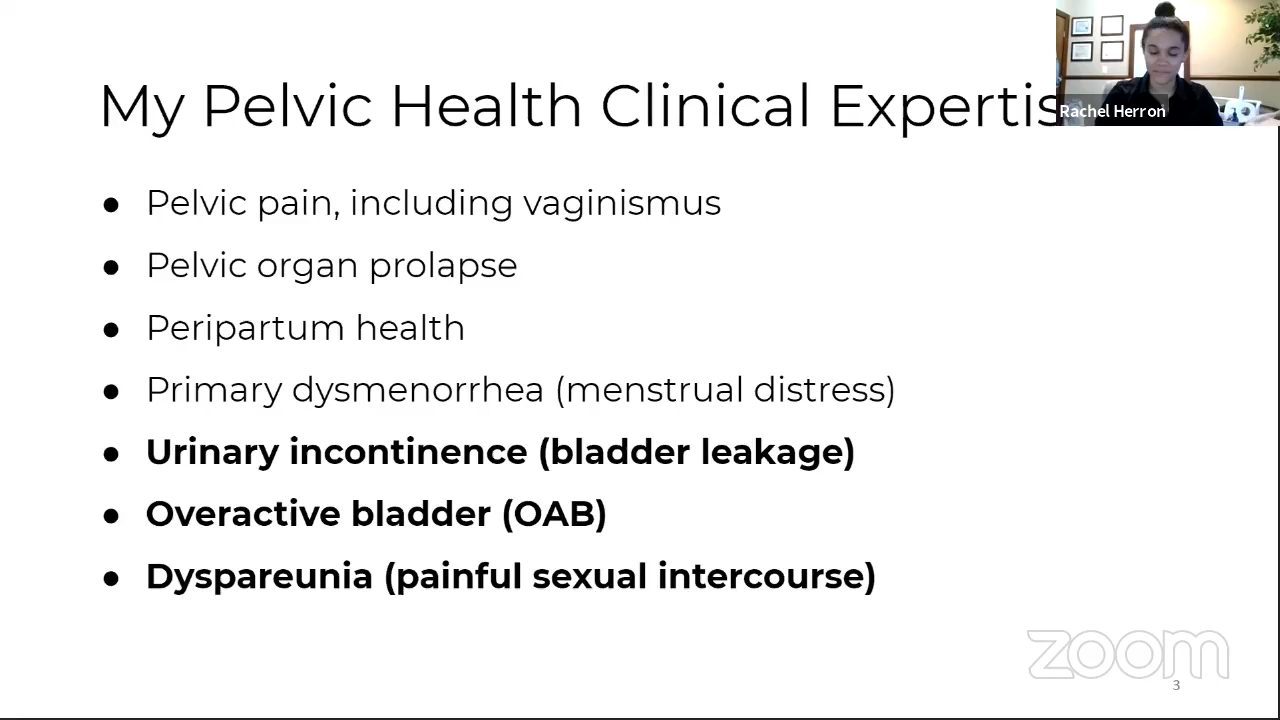 My Pelvic Health Clinical Expertis
Rachel Herron
● Pelvic pain, including vaginismus
● Pelvic organ prolapse
● Peripartum health
● Primary dysmenorrhea (menstrual distress)
● Urinary incontinence (bladder leakage)
● Overactive bladder (OAB)
● Dyspareunia (painful sexual intercourse)
zoom
3